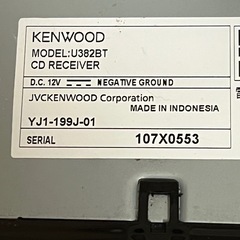 KENWOOD
MODEL:U382BT
CD RECEIVER
D.C. 12V NEGATIVE GROUND
JVCKENWOOD Corporation
MADE IN INDONESIA
YJ1-199J-01
SERIAL 107X0553